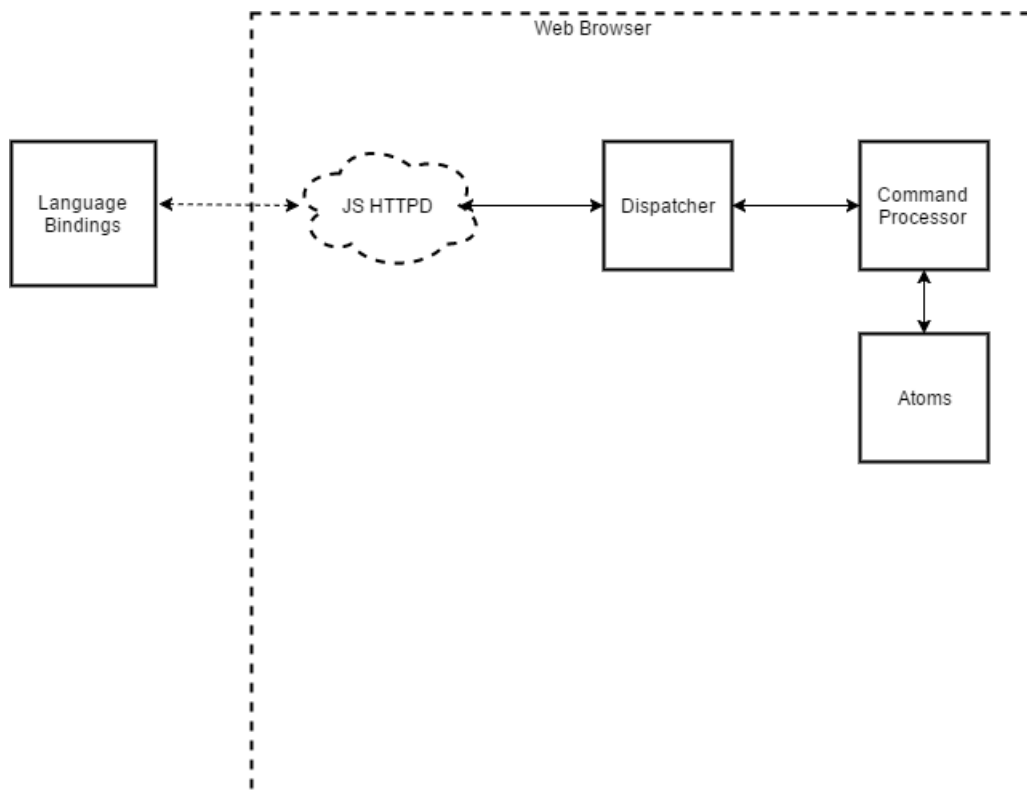 Web Browser
Language
Bindings
JS HTTPD
Dispatcher
Command
Processor
Atoms